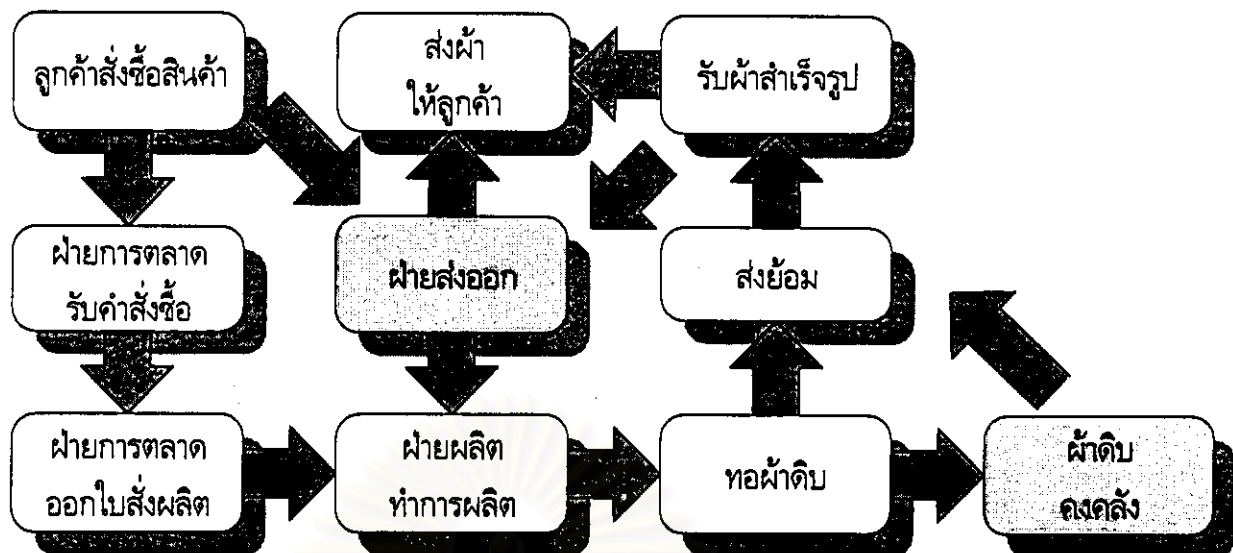 ลูกค้าสั่งซื้อสินค้า
ส่งผ้า
ให้ลูกค้า
รับผ้าสำเร็จรูป
ฝ่ายการตลาด
รับคำสั่งซื้อ
ฝ่ายส่งออก
ส่งย้อม
ฝ่ายการตลาด
ออกใบสั่งผลิต
ฝ่ายผลิต
ทำการผลิต
ทอผ้าดิบ
ผ้าดิบ
คงคลัง